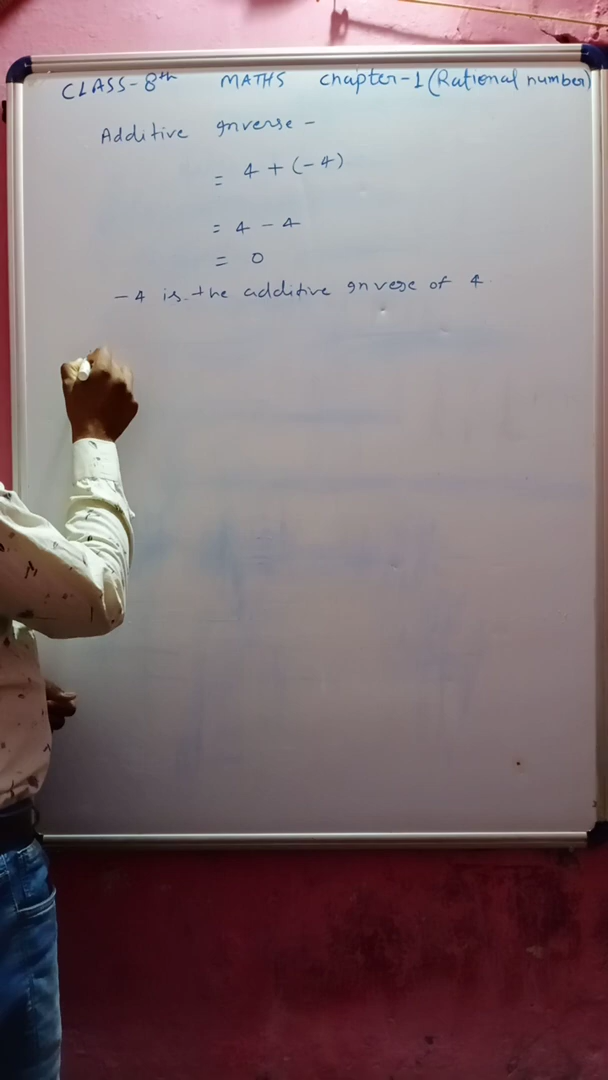 CLASS-8th MATHS Chapter-1 (Rational number)
Additive Inverse -
= 4 + (-4)
= 4 - 4
= 0
-4 is the additive Invese of 4.